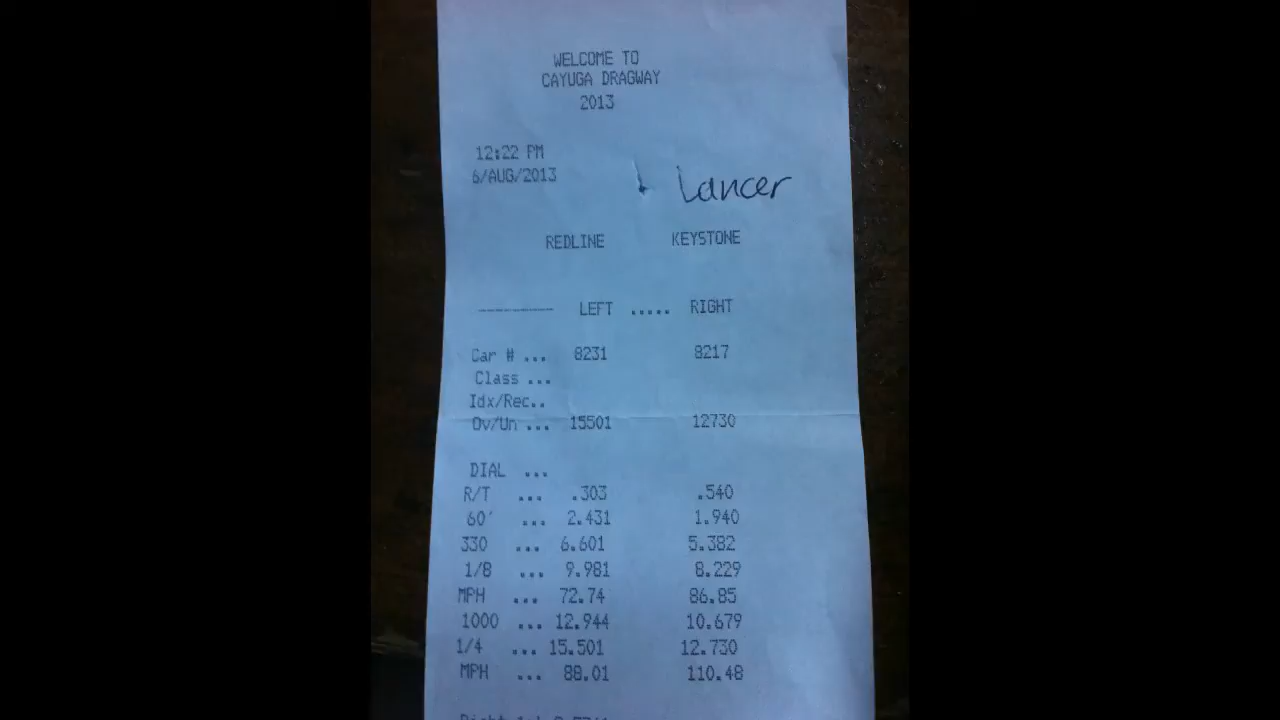 WELCOME TO
CAYUGA DRAGWAY
2013
12:22 PM
6/AUG/2013
Lancer
REDLINE KEYSTONE
--------- LEFT ..... RIGHT
Car # ... 8231 8217
Class ...
Idx/Rec..
Ov/Un ... 15501 12730
DIAL ...
R/T ... .303 .540
60' ... 2.431 1.940
330 ... 6.601 5.382
1/8 ... 9.981 8.229
MPH ... 72.74 86.85
1000 ... 12.944 10.679
1/4 ... 15.501 12.730
MPH ... 88.01 110.48